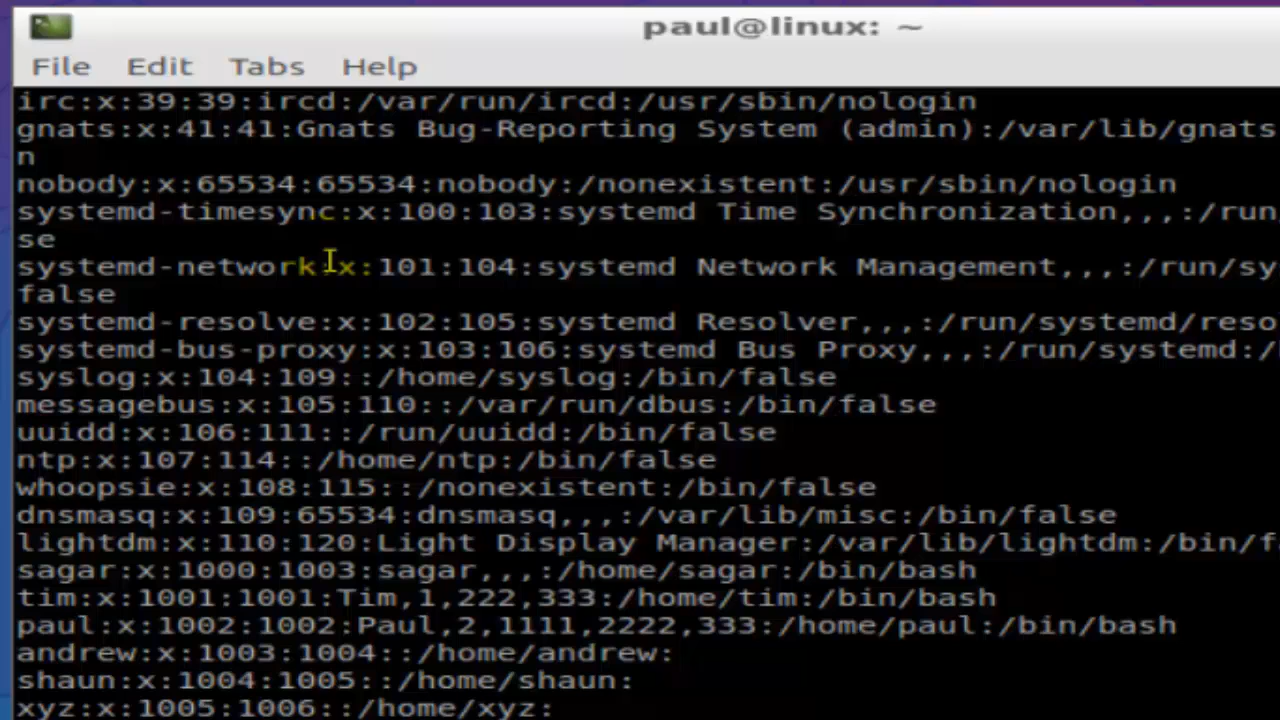 paul@linux: ~
File Edit Tabs Help
irc:x:39:39:ircd:/var/run/ircd:/usr/sbin/nologin
gnats:x:41:41:Gnats Bug-Reporting System (admin):/var/lib/gnats
n
nobody:x:65534:65534:nobody:/nonexistent:/usr/sbin/nologin
systemd-timesync:x:100:103:systemd Time Synchronization,,,:/run
se
systemd-network:x:101:104:systemd Network Management,,,:/run/sy
false
systemd-resolve:x:102:105:systemd Resolver,,,:/run/systemd/reso
systemd-bus-proxy:x:103:106:systemd Bus Proxy,,,:/run/systemd:/
syslog:x:104:109::/home/syslog:/bin/false
messagebus:x:105:110::/var/run/dbus:/bin/false
uuidd:x:106:111::/run/uuidd:/bin/false
ntp:x:107:114::/home/ntp:/bin/false
whoopsie:x:108:115::/nonexistent:/bin/false
dnsmasq:x:109:65534:dnsmasq,,,:/var/lib/misc:/bin/false
lightdm:x:110:120:Light Display Manager:/var/lib/lightdm:/bin/f
sagar:x:1000:1003:sagar,,,:/home/sagar:/bin/bash
tim:x:1001:1001:Tim,1,222,333:/home/tim:/bin/bash
paul:x:1002:1002:Paul,2,1111,2222,333:/home/paul:/bin/bash
andrew:x:1003:1004::/home/andrew:
shaun:x:1004:1005::/home/shaun:
xyz:x:1005:1006::/home/xyz: